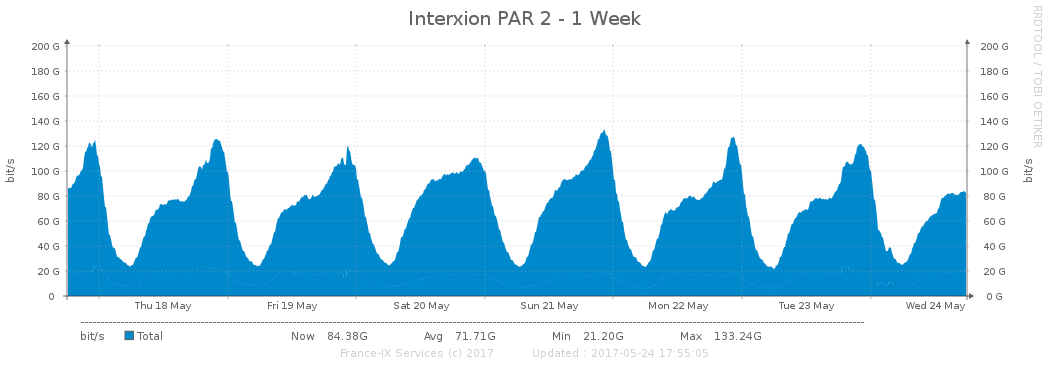 Interxion PAR 2 - 1 Week
RRDTOOL / TOBI OETIKER
200 G 200 G
180 G 180 G
160 G 160 G
140 G 140 G
120 G 120 G
100 G 100 G
80 G 80 G
60 G 60 G
40 G 40 G
20 G 20 G
0 0 G
bit/s
bit/s
Thu 18 May Fri 19 May Sat 20 May Sun 21 May Mon 22 May Tue 23 May Wed 24 May
bit/s Total Now 84.38G Avg 71.71G Min 21.20G Max 133.24G
France-IX Services (c) 2017 Updated : 2017-05-24 17:55:05